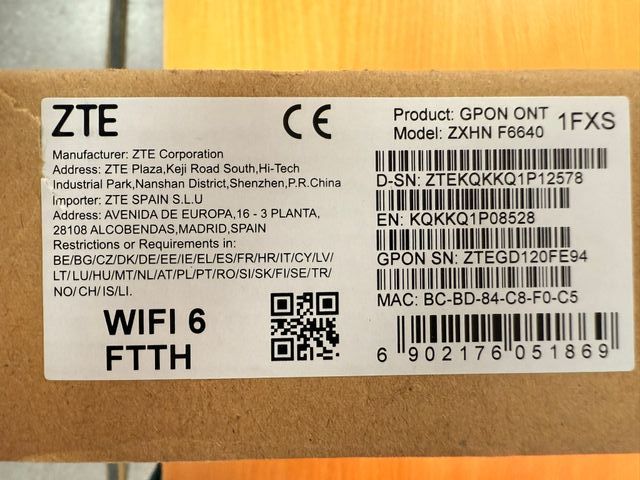 ZTE
CE
Manufacturer: ZTE Corporation
Address: ZTE Plaza,Keji Road South,Hi-Tech
Industrial Park,Nanshan District,Shenzhen,P.R.China
Importer: ZTE SPAIN S.L.U
Address: AVENIDA DE EUROPA,16 - 3 PLANTA,
28108 ALCOBENDAS,MADRID,SPAIN
Restrictions or Requirements in:
BE/BG/CZ/DK/DE/EE/IE/EL/ES/FR/HR/IT/CY/LV/
LT/LU/HU/MT/NL/AT/PL/PT/RO/SI/SK/FI/SE/TR/
NO/CH/IS/LI.
WIFI 6
FTTH
Product: GPON ONT
Model: ZXHN F6640
1FXS
D-SN: ZTEKQKKQ1P12578
EN: KQKKQ1P08528
GPON SN: ZTEGD120FE94
MAC: BC-BD-84-C8-F0-C5
6 902176 051869